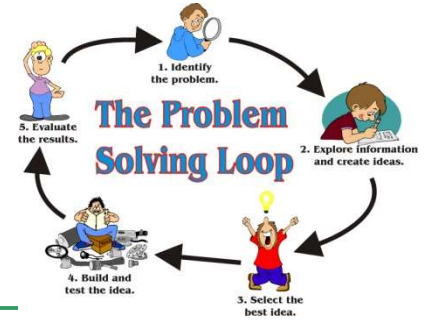 The Problem
Solving Loop
1. Identify
the problem.
2. Explore information
and create ideas.
3. Select the
best idea.
4. Build and
test the idea.
5. Evaluate
the results.